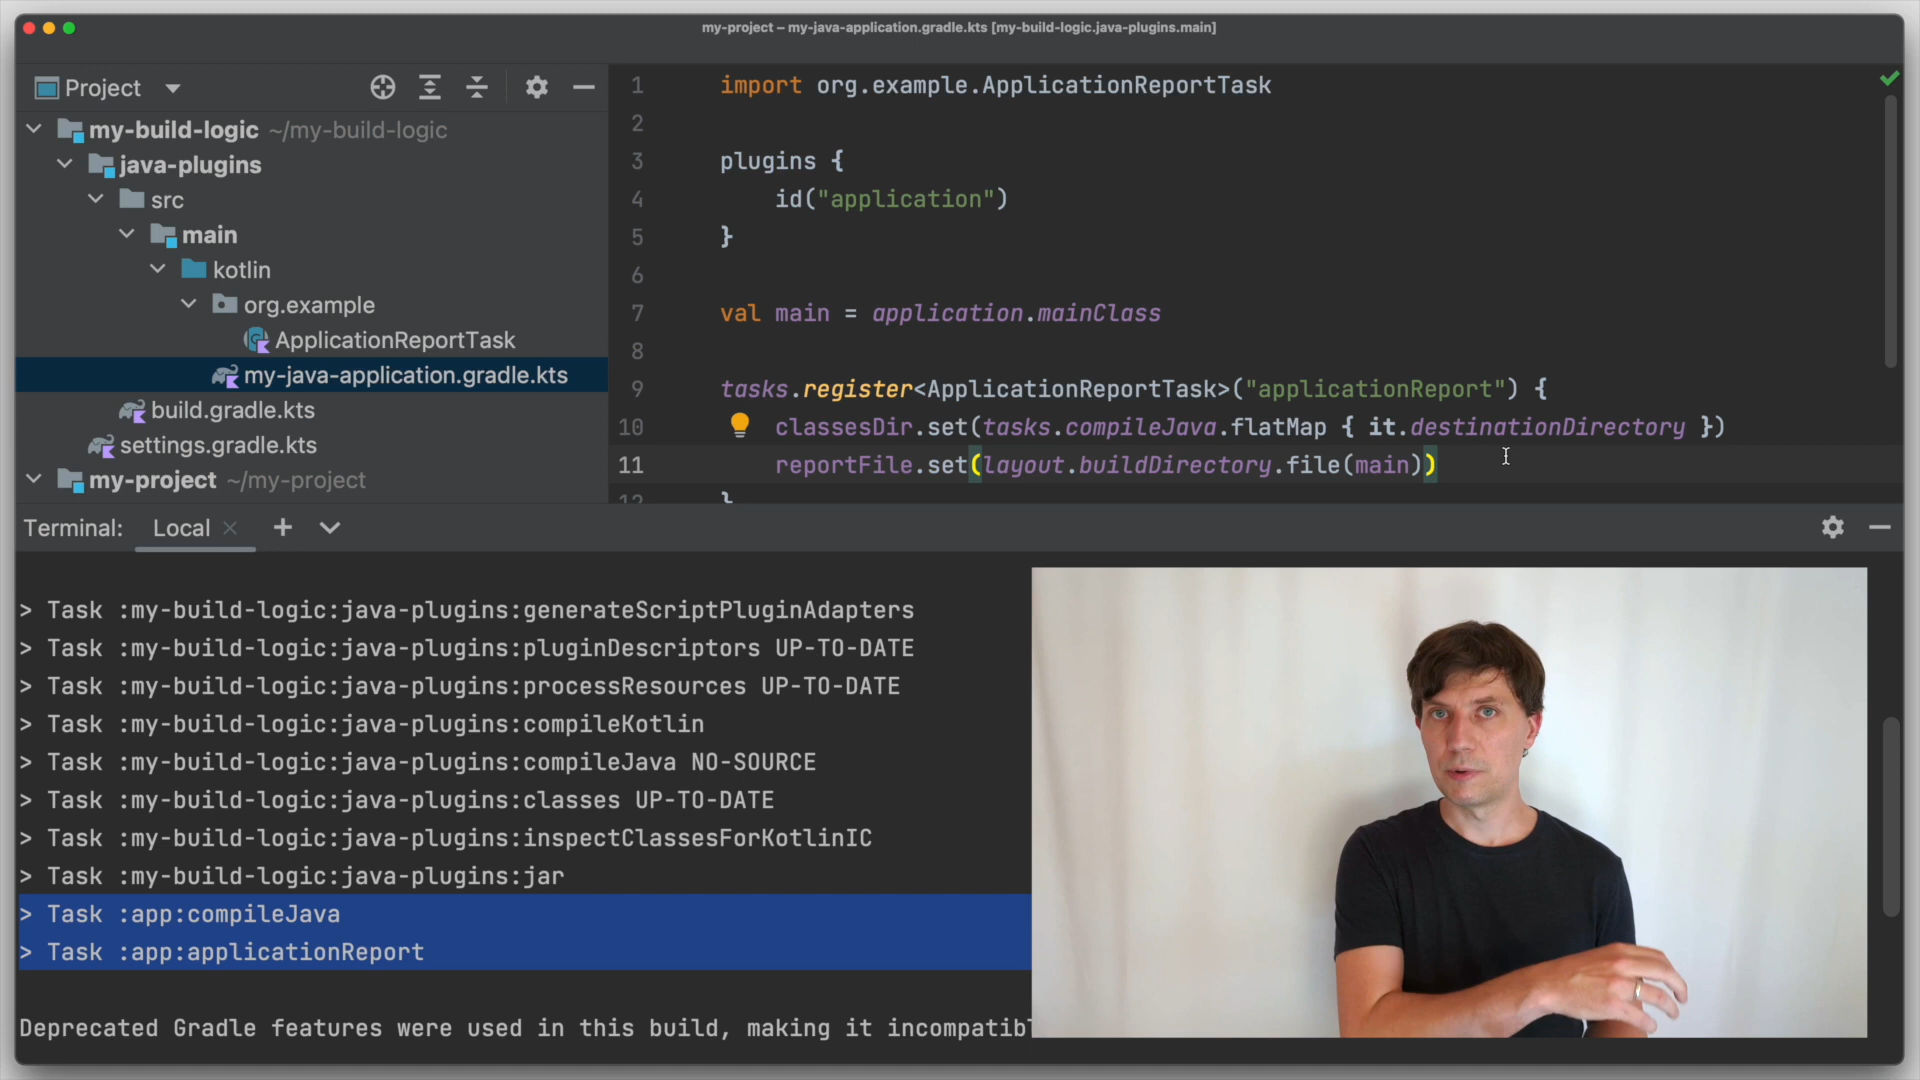 my-project – my-java-application.gradle.kts [my-build-logic.java-plugins.main]
Project
my-build-logic ~/my-build-logic
java-plugins
src
main
kotlin
org.example
ApplicationReportTask
my-java-application.gradle.kts
build.gradle.kts
settings.gradle.kts
my-project ~/my-project
1 import org.example.ApplicationReportTask
2
3 plugins {
4 id("application")
5 }
6
7 val main = application.mainClass
8
9 tasks.register<ApplicationReportTask>("applicationReport") {
10 classesDir.set(tasks.compileJava.flatMap { it.destinationDirectory })
11 reportFile.set(layout.buildDirectory.file(main))
12 }
Terminal: Local × +
> Task :my-build-logic:java-plugins:generateScriptPluginAdapters
> Task :my-build-logic:java-plugins:pluginDescriptors UP-TO-DATE
> Task :my-build-logic:java-plugins:processResources UP-TO-DATE
> Task :my-build-logic:java-plugins:compileKotlin
> Task :my-build-logic:java-plugins:compileJava NO-SOURCE
> Task :my-build-logic:java-plugins:classes UP-TO-DATE
> Task :my-build-logic:java-plugins:inspectClassesForKotlinIC
> Task :my-build-logic:java-plugins:jar
> Task :app:compileJava
> Task :app:applicationReport
Deprecated Gradle features were used in this build, making it incompatibl